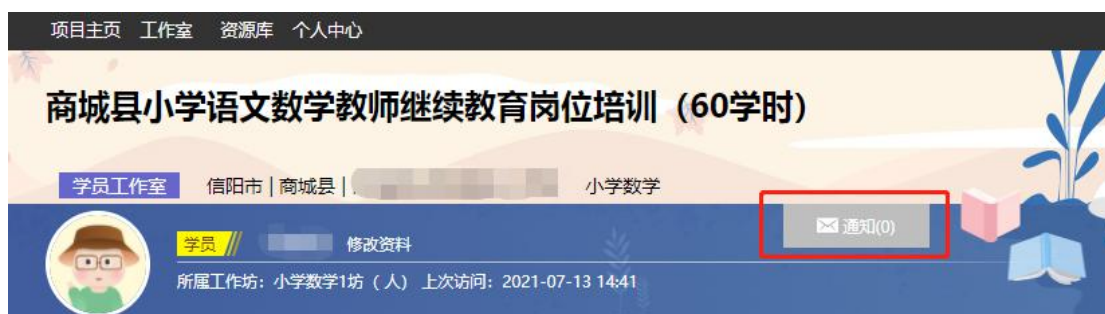 项目主页 工作室 资源库 个人中心
商城县小学语文数学教师继续教育岗位培训（60学时）
学员工作室 信阳市 | 商城县 | 小学数学
通知(0)
学员 // 修改资料
所属工作坊：小学数学1坊（ 人） 上次访问：2021-07-13 14:41